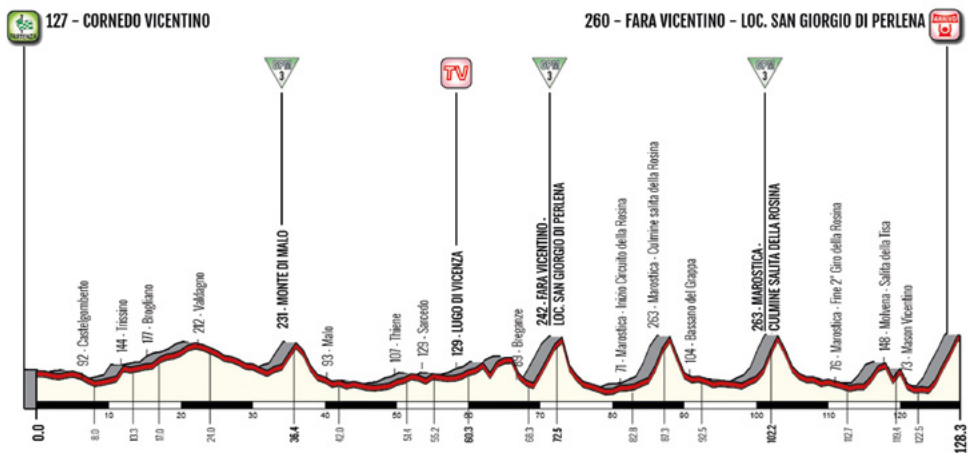 127 - CORNEDO VICENTINO
260 - FARA VICENTINO - LOC. SAN GIORGIO DI PERLENA
PARTENZA
ARRIVO
GPM
3
TV
GPM
3
GPM
3
92 - Castelgomberto
144 - Trissino
177 - Brogliano
212 - Valdagno
231 - MONTE DI MALO
93 - Malo
107 - Thiene
129 - Sarcedo
129 - LUGO DI VICENZA
83 - Breganze
242 - FARA VICENTINO -
LOC. SAN GIORGIO DI PERLENA
71 - Marostica - Inizio Circuito della Rosina
263 - Marostica - Culmine salita della Rosina
104 - Bassano del Grappa
263 - MAROSTICA -
CULMINE SALITA DELLA ROSINA
76 - Marostica - Fine 2° Giro della Rosina
148 - Molvena - Salita della Tisa
73 - Mason Vicentino
10 20 30 40 50 60 70 80 90 100 110 120
0.0 8.0 13.3 17.0 24.0 36.4 42.0 51.1 55.2 60.3 68.3 72.5 82.8 87.3 92.5 102.2 112.7 119.4 122.5 128.3